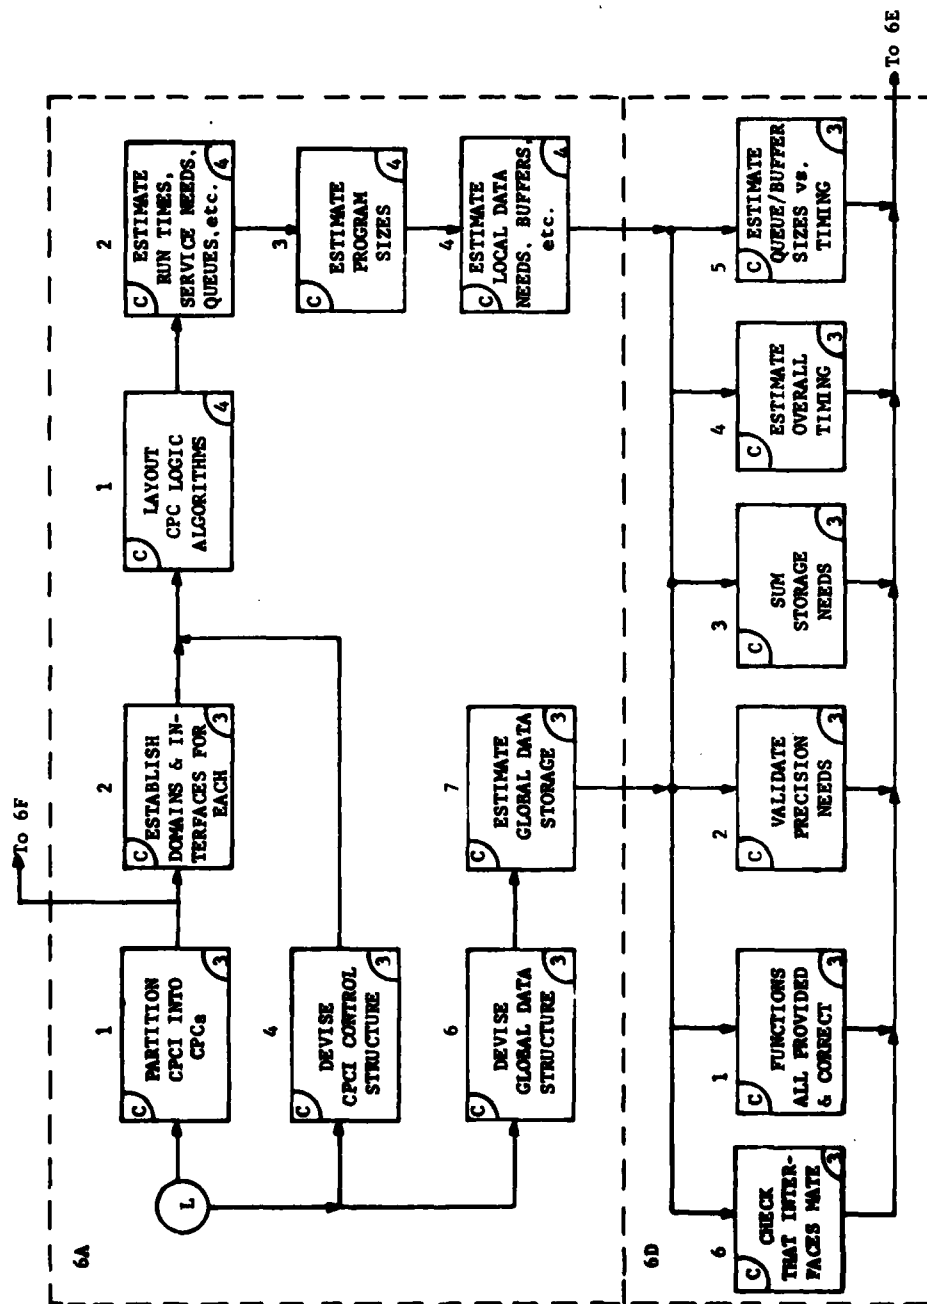 To 6F
6A
L
1
C
PARTITION
CPCI INTO
CPCs
3
2
C
ESTABLISH
DOMAINS & IN-
TERFACES FOR
EACH
3
1
C
LAYOUT
CPC LOGIC
ALGORITHMS
4
2
C
ESTIMATE
RUN TIMES,
SERVICE NEEDS,
QUEUES,etc.
4
3
C
ESTIMATE
PROGRAM
SIZES
4
4
C
ESTIMATE
LOCAL DATA
NEEDS, BUFFERS,
etc.
4
4
C
DEVISE
CPCI CONTROL
STRUCTURE
3
6
C
DEVISE
GLOBAL DATA
STRUCTURE
3
7
C
ESTIMATE
GLOBAL DATA
STORAGE
3
6D
6
C
CHECK
THAT INTER-
FACES MATE
3
1
C
FUNCTIONS
ALL PROVIDED
& CORRECT
3
2
C
VALIDATE
PRECISION
NEEDS
3
3
C
SUM
STORAGE
NEEDS
3
4
C
ESTIMATE
OVERALL
TIMING
3
5
C
ESTIMATE
QUEUE/BUFFER
SIZES vs.
TIMING
3
To 6E